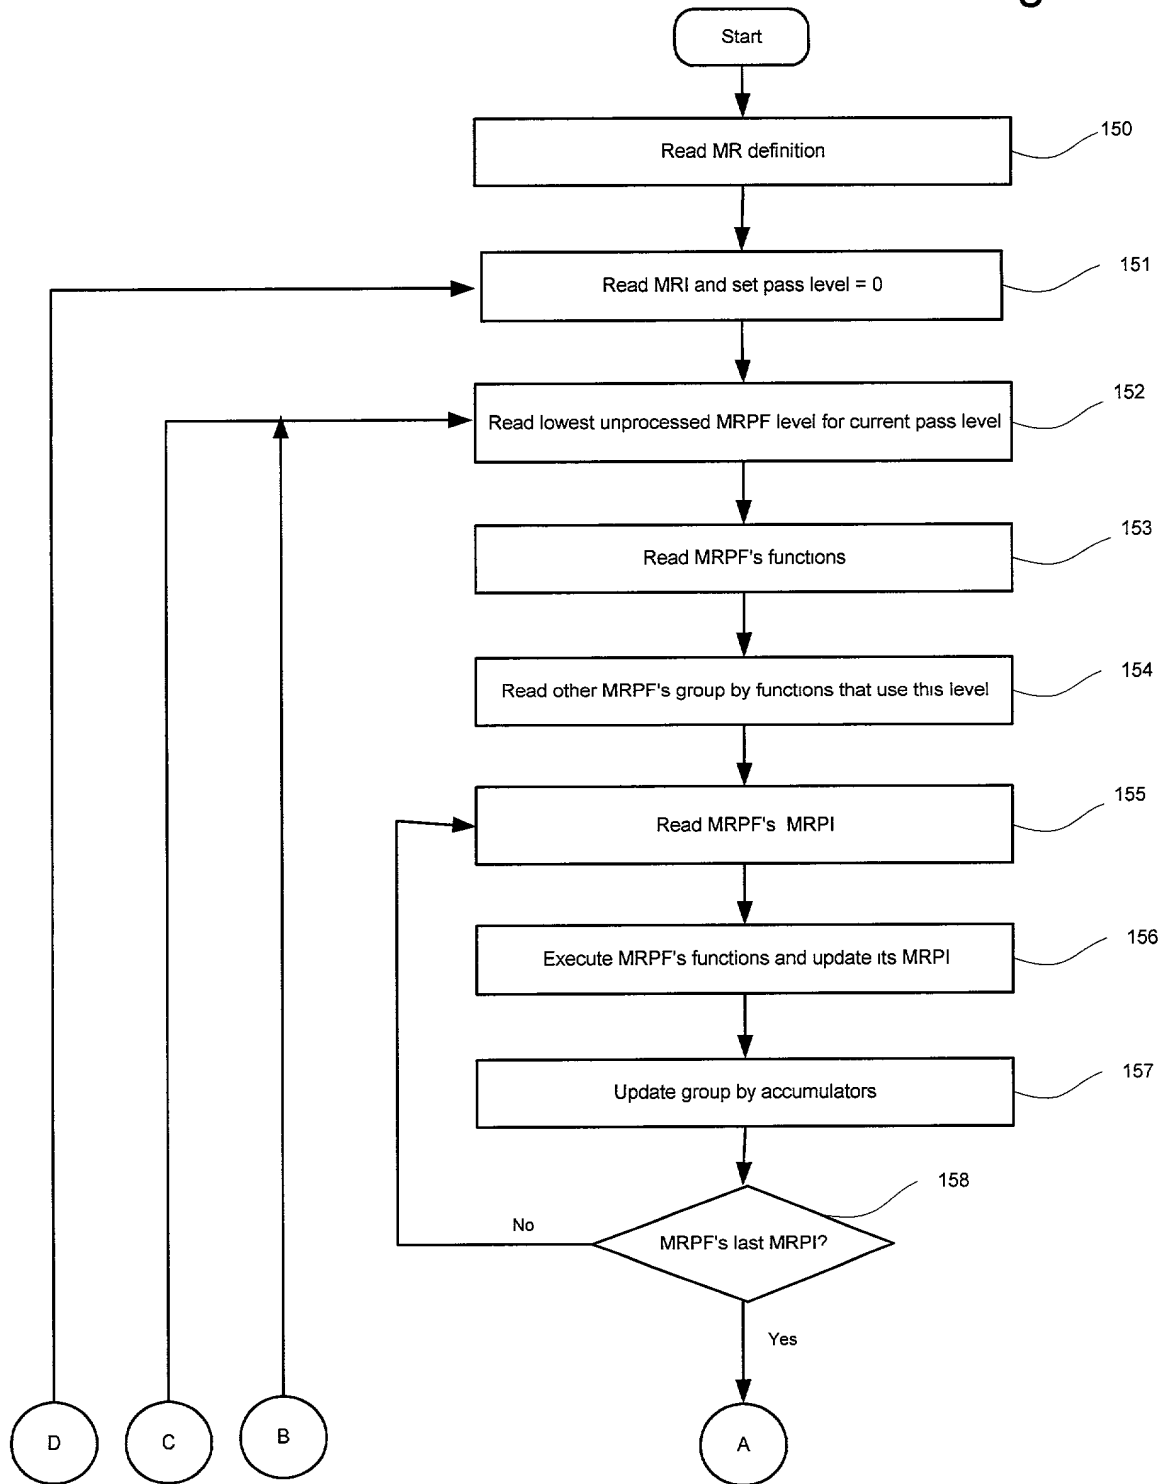 Start
Read MR definition
150
Read MRI and set pass level = 0
151
Read lowest unprocessed MRPF level for current pass level
152
Read MRPF's functions
153
Read other MRPF's group by functions that use this level
154
Read MRPF's MRPI
155
Execute MRPF's functions and update its MRPI
156
Update group by accumulators
157
158
No
MRPF's last MRPI?
Yes
D
C
B
A